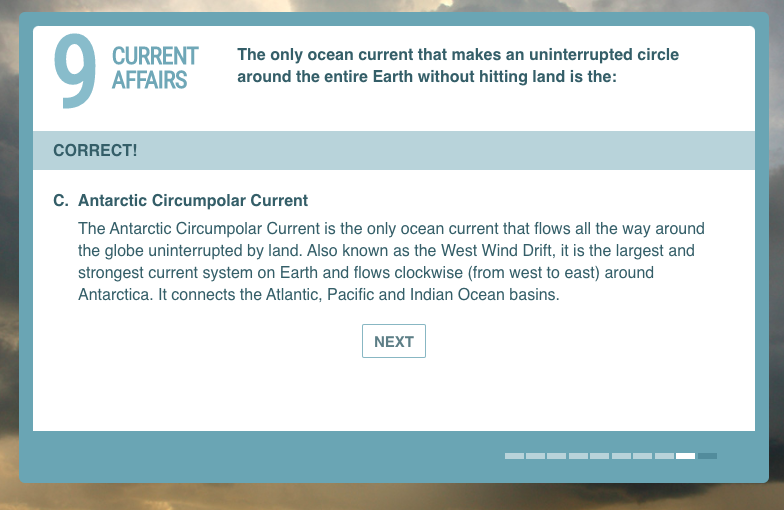 9
CURRENT
AFFAIRS
The only ocean current that makes an uninterrupted circle
around the entire Earth without hitting land is the:
CORRECT!
C. Antarctic Circumpolar Current
The Antarctic Circumpolar Current is the only ocean current that flows all the way around
the globe uninterrupted by land. Also known as the West Wind Drift, it is the largest and
strongest current system on Earth and flows clockwise (from west to east) around
Antarctica. It connects the Atlantic, Pacific and Indian Ocean basins.
NEXT